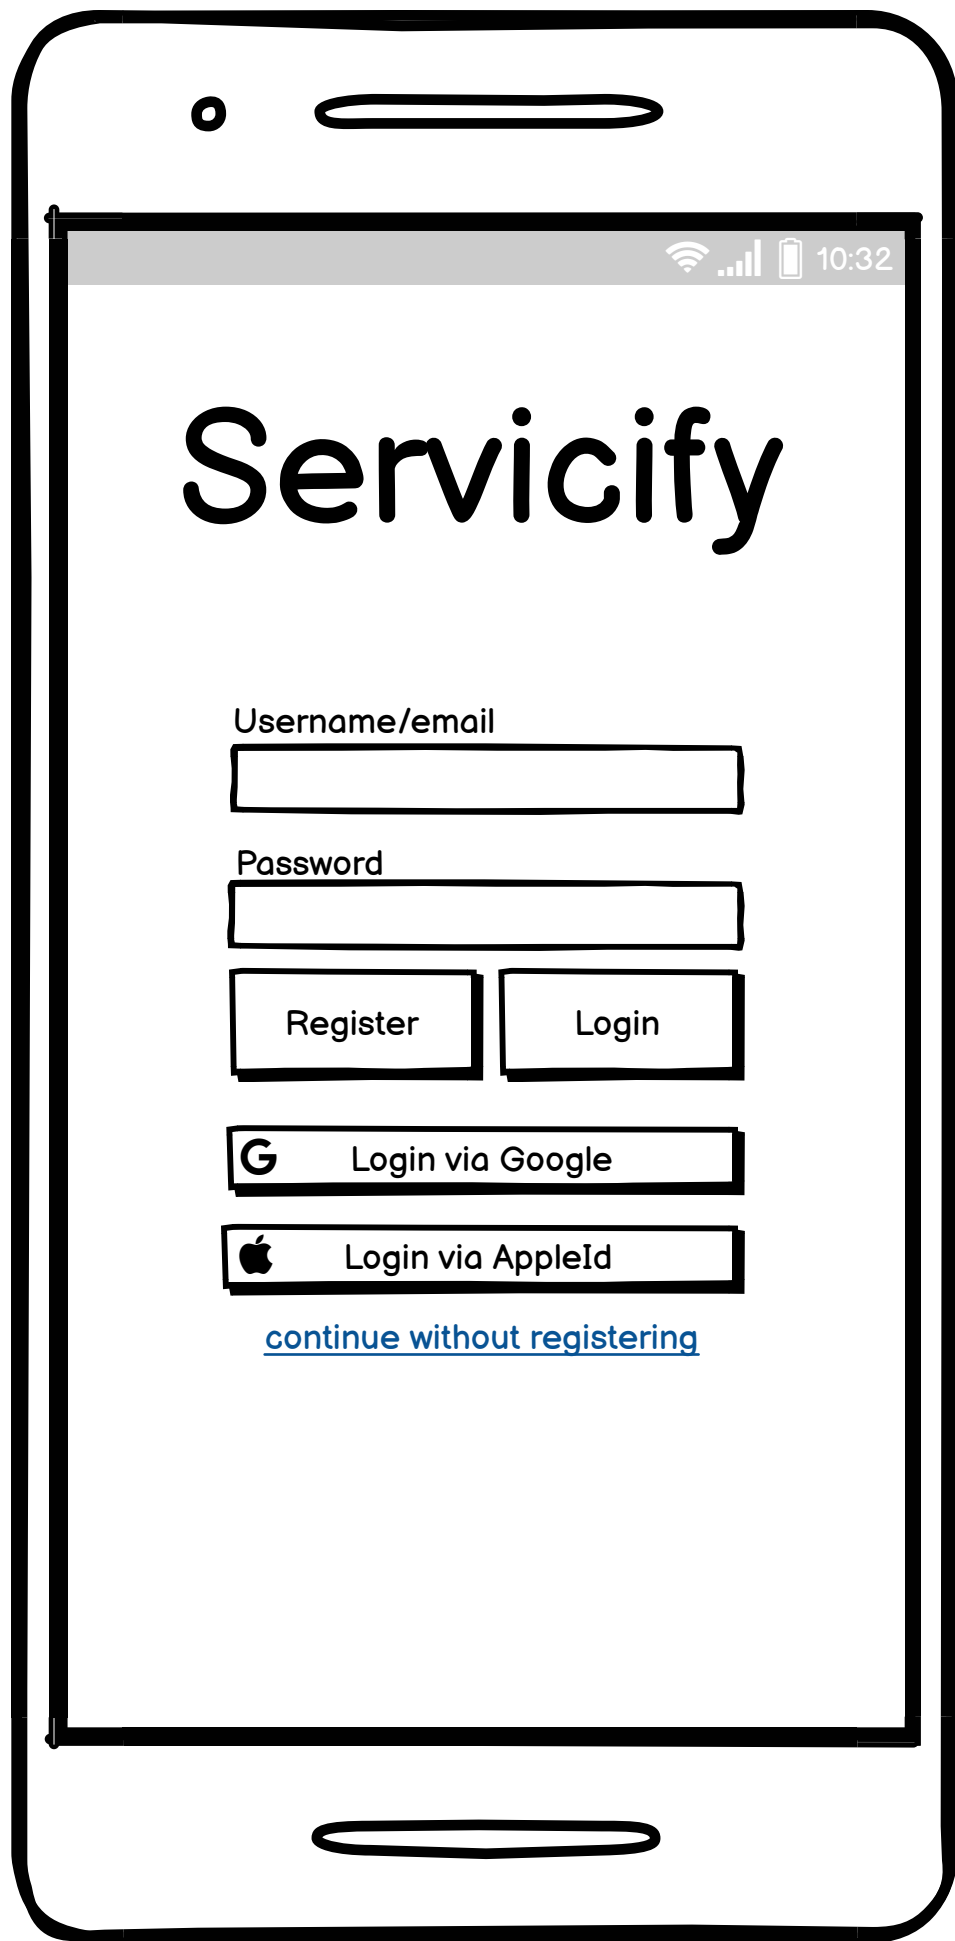 10:32
Servicify
Username/email
Password
Register Login
Login via Google
Login via AppleId
continue without registering